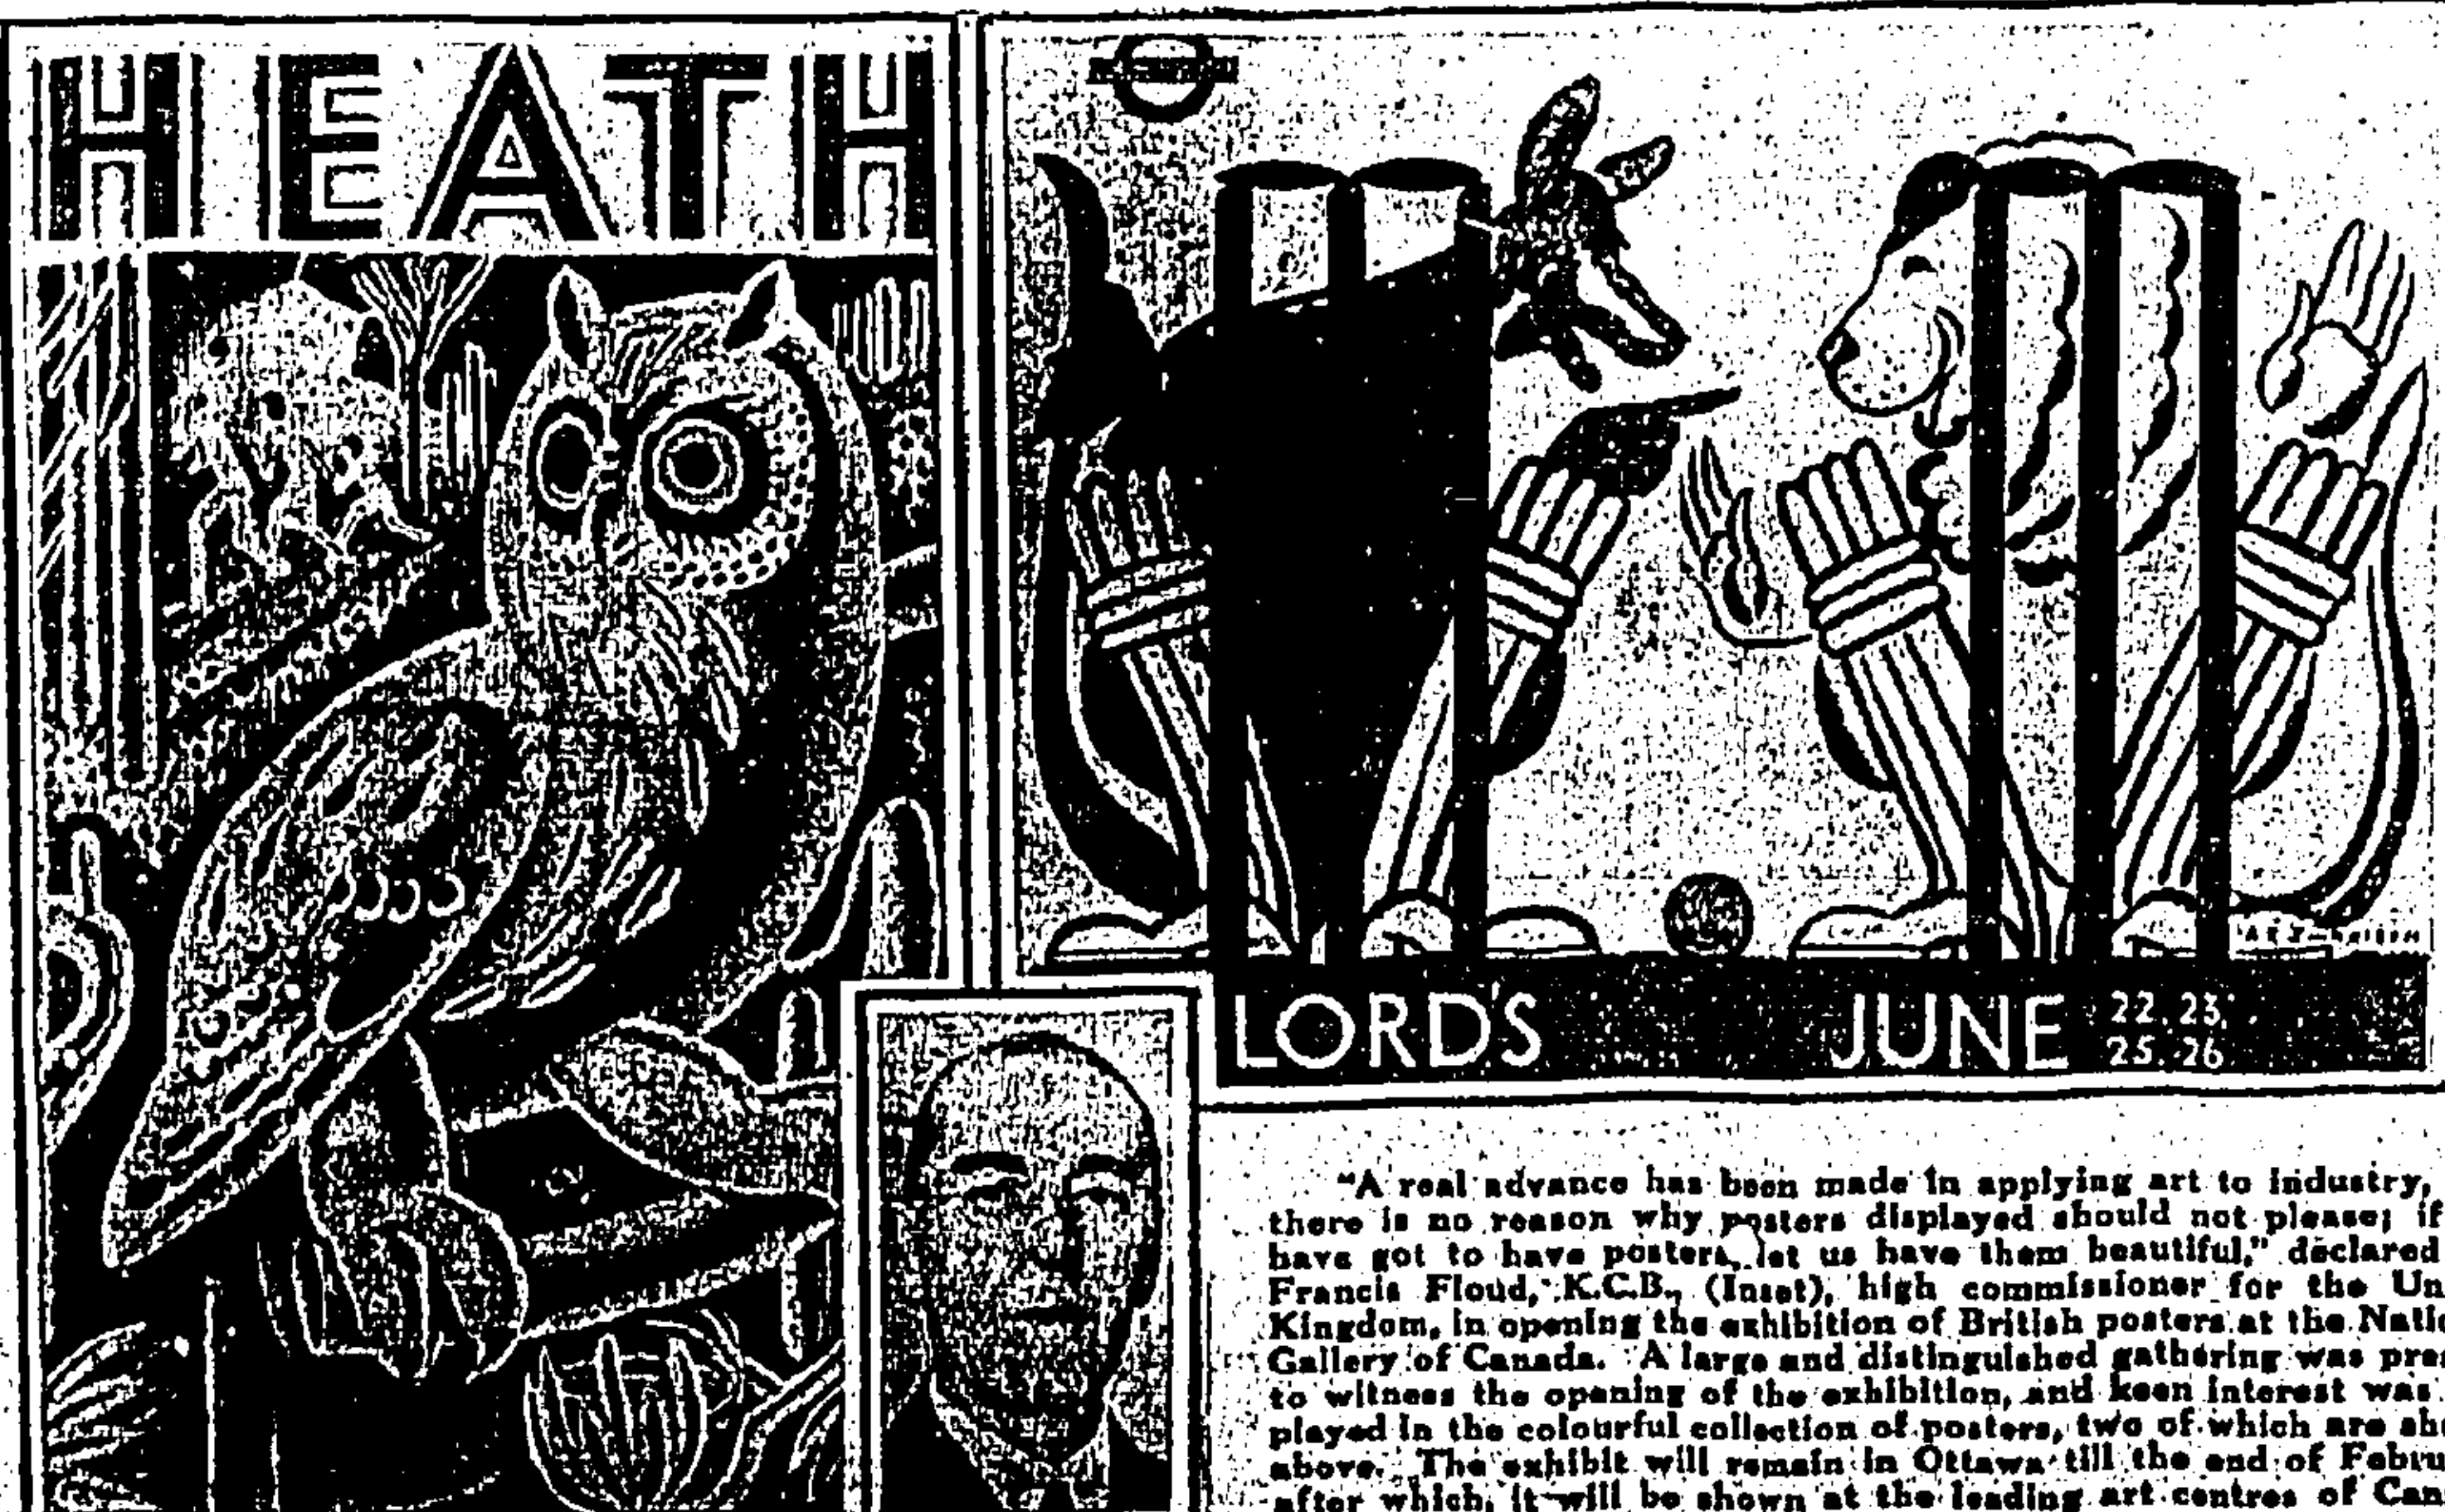 HEATH
LORD'S JUNE 22. 23.
25. 26
"A real advance has been made in applying art to industry,
there is no reason why posters displayed should not please; if
have got to have posters, let us have them beautiful," declared
Francis Floud, K.C.B., (Inset), high commissioner for the Un
Kingdom, in opening the exhibition of British posters at the Natio
Gallery of Canada. A large and distinguished gathering was pres
to witness the opening of the exhibition, and keen interest was
played in the colourful collection of posters, two of which are sho
above. The exhibit will remain in Ottawa till the end of Febru
after which, it will be shown at the leading art centres of Can